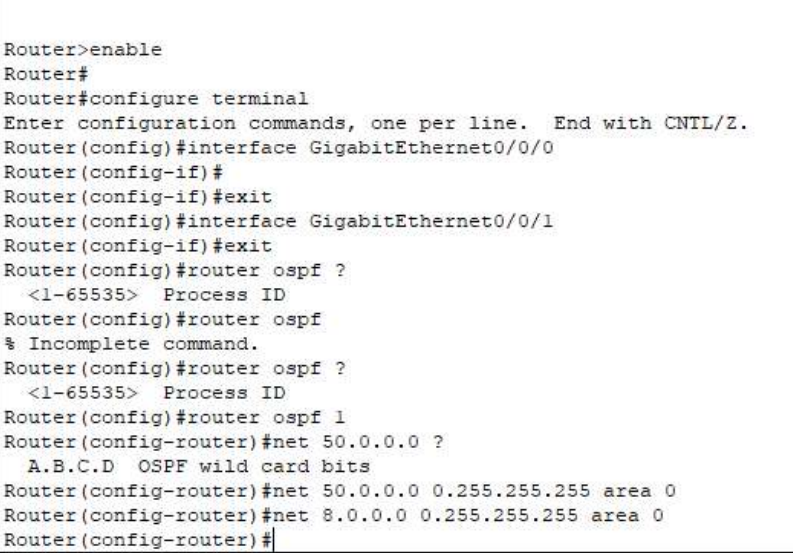 Router>enable
Router#
Router#configure terminal
Enter configuration commands, one per line.  End with CNTL/Z.
Router(config)#interface GigabitEthernet0/0/0
Router(config-if)#
Router(config-if)#exit
Router(config)#interface GigabitEthernet0/0/1
Router(config-if)#exit
Router(config)#router ospf ?
  <1-65535>  Process ID
Router(config)#router ospf
% Incomplete command.
Router(config)#router ospf ?
  <1-65535>  Process ID
Router(config)#router ospf 1
Router(config-router)#net 50.0.0.0 ?
  A.B.C.D  OSPF wild card bits
Router(config-router)#net 50.0.0.0 0.255.255.255 area 0
Router(config-router)#net 8.0.0.0 0.255.255.255 area 0
Router(config-router)#